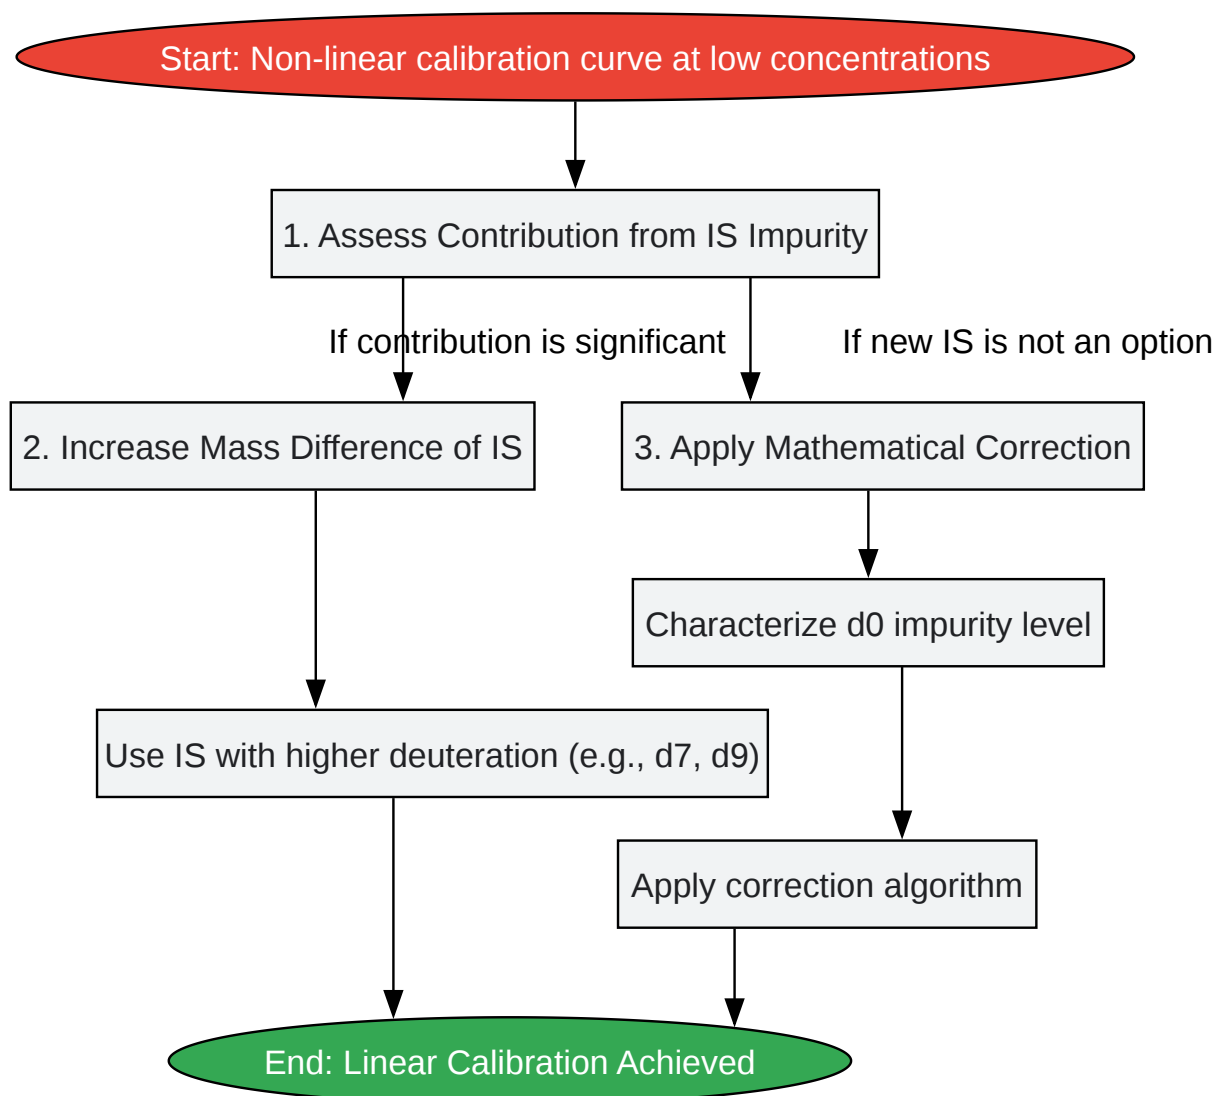 Start: Non-linear calibration curve at low concentrations
1. Assess Contribution from IS Impurity
If contribution is significant
If new IS is not an option
2. Increase Mass Difference of IS
3. Apply Mathematical Correction
Characterize d0 impurity level
Use IS with higher deuteration (e.g., d7, d9)
Apply correction algorithm
End: Linear Calibration Achieved